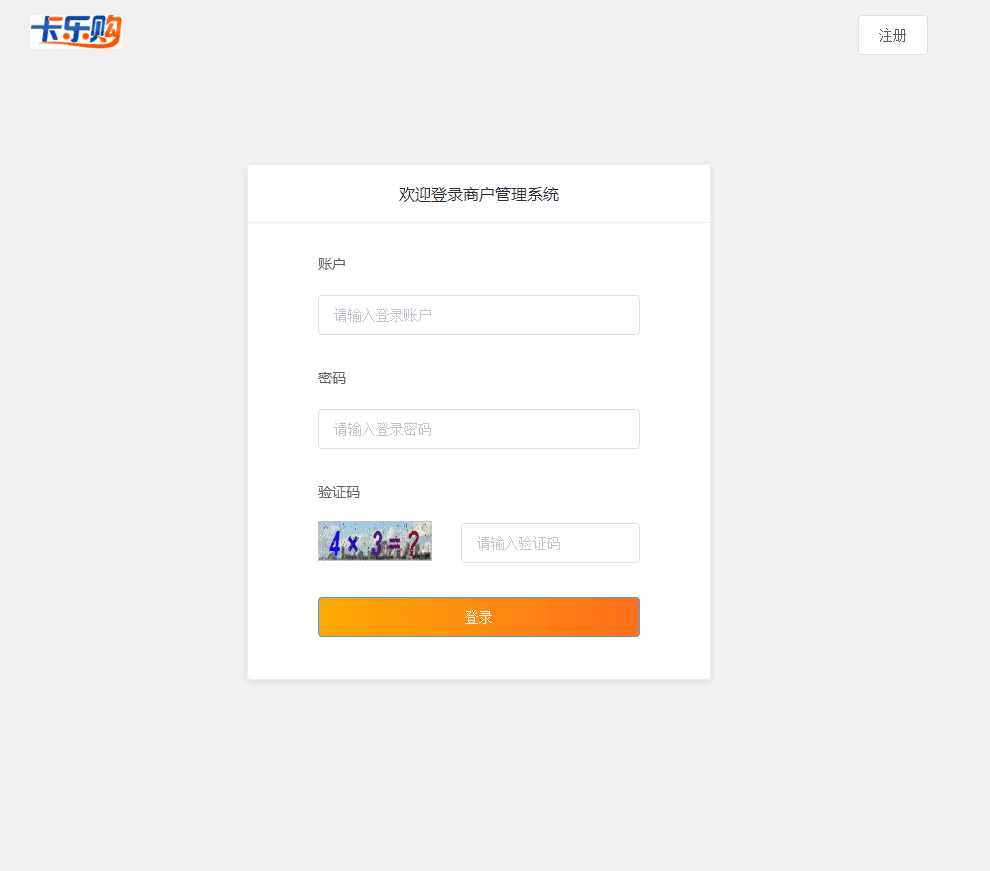 卡乐购
注册
欢迎登录商户管理系统
账户
请输入登录账户
密码
请输入登录密码
验证码
4 × 3 = ?
请输入验证码
登录